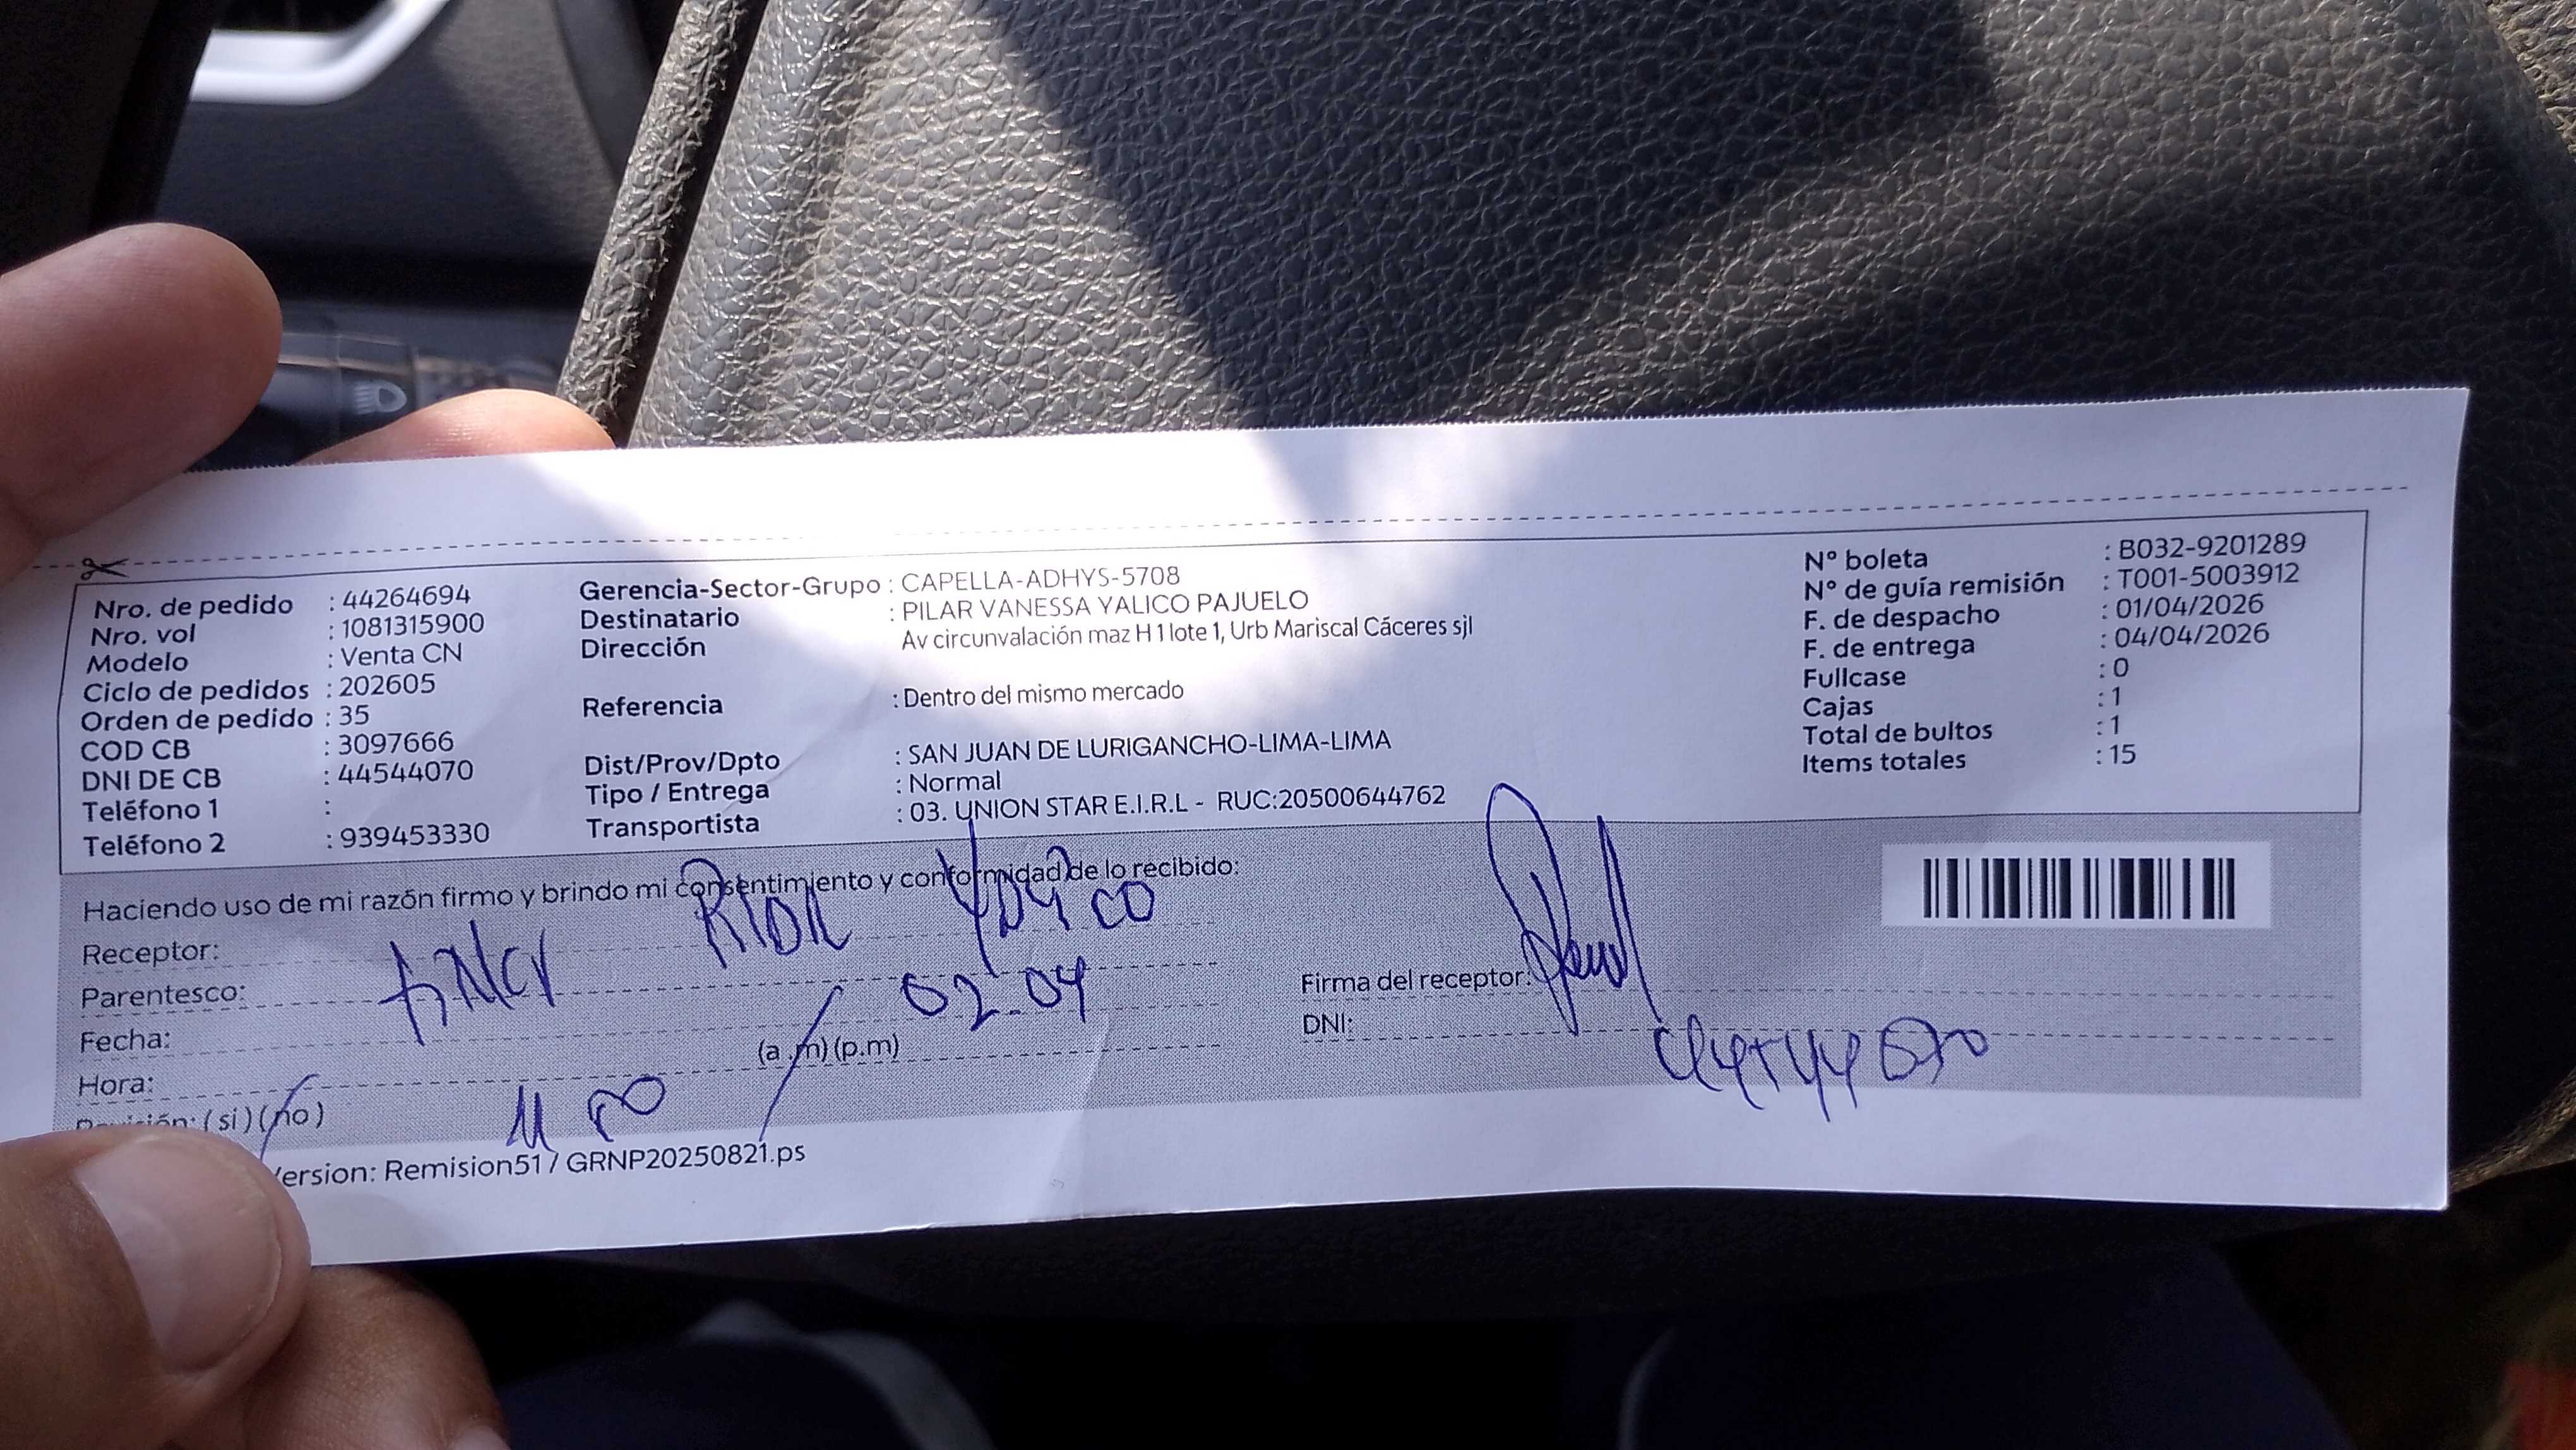 Nro. de pedido : 44264694
Nro. vol : 1081315900
Modelo : Venta CN
Ciclo de pedidos : 202605
Orden de pedido : 35
COD CB : 3097666
DNI DE CB : 44544070
Teléfono 1 :
Teléfono 2 : 939453330
Gerencia-Sector-Grupo : CAPELLA-ADHYS-5708
Destinatario : PILAR VANESSA YALICO PAJUELO
Dirección Av circunvalación maz H 1 lote 1, Urb Mariscal Cáceres sjl
Referencia : Dentro del mismo mercado
Dist/Prov/Dpto : SAN JUAN DE LURIGANCHO-LIMA-LIMA
Tipo / Entrega : Normal
Transportista : 03. UNION STAR E.I.R.L - RUC:20500644762
N° boleta : B032-9201289
N° de guía remisión : T001-5003912
F. de despacho : 01/04/2026
F. de entrega : 04/04/2026
Fullcase : 0
Cajas : 1
Total de bultos : 1
Items totales : 15
Haciendo uso de mi razón firmo y brindo mi consentimiento y conformidad de lo recibido:
Receptor:
Parentesco:
Fecha: 02 04
Hora: (a.m) (p.m)
(si) (no)
Firma del receptor:
DNI:
ersion: Remision51 / GRNP20250821.ps